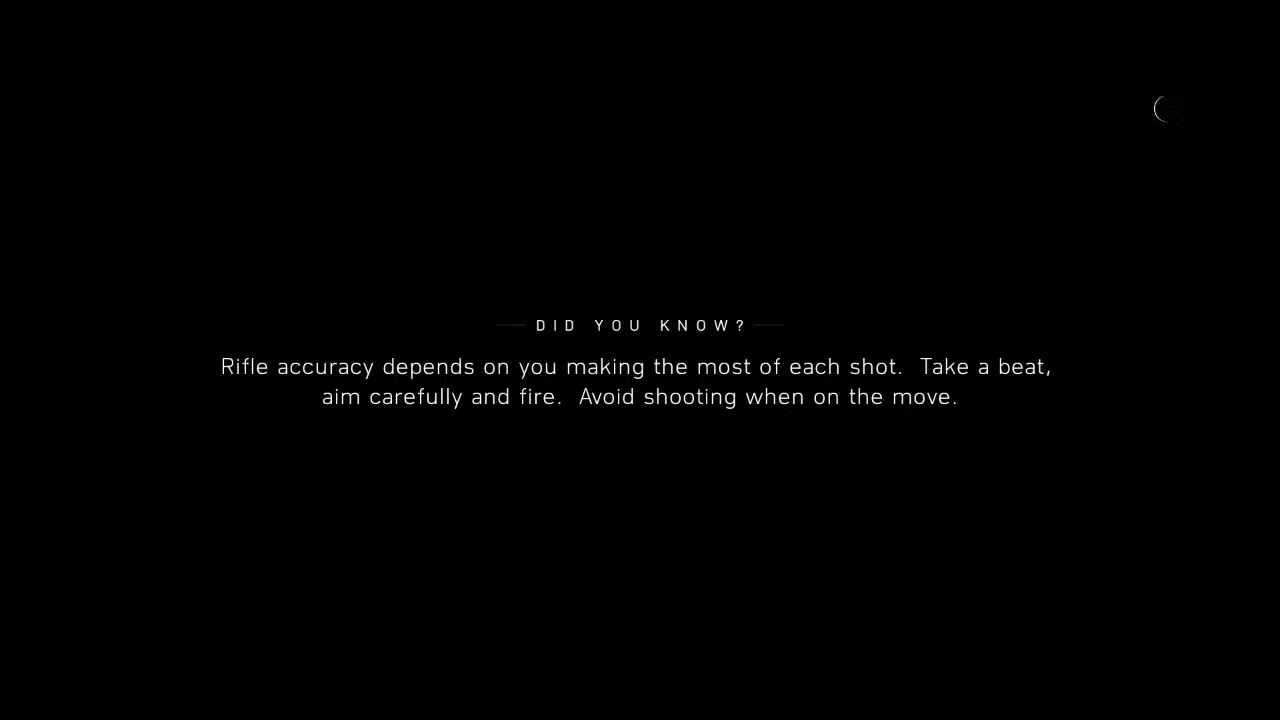 DID YOU KNOW?
Rifle accuracy depends on you making the most of each shot.  Take a beat,
aim carefully and fire.  Avoid shooting when on the move.